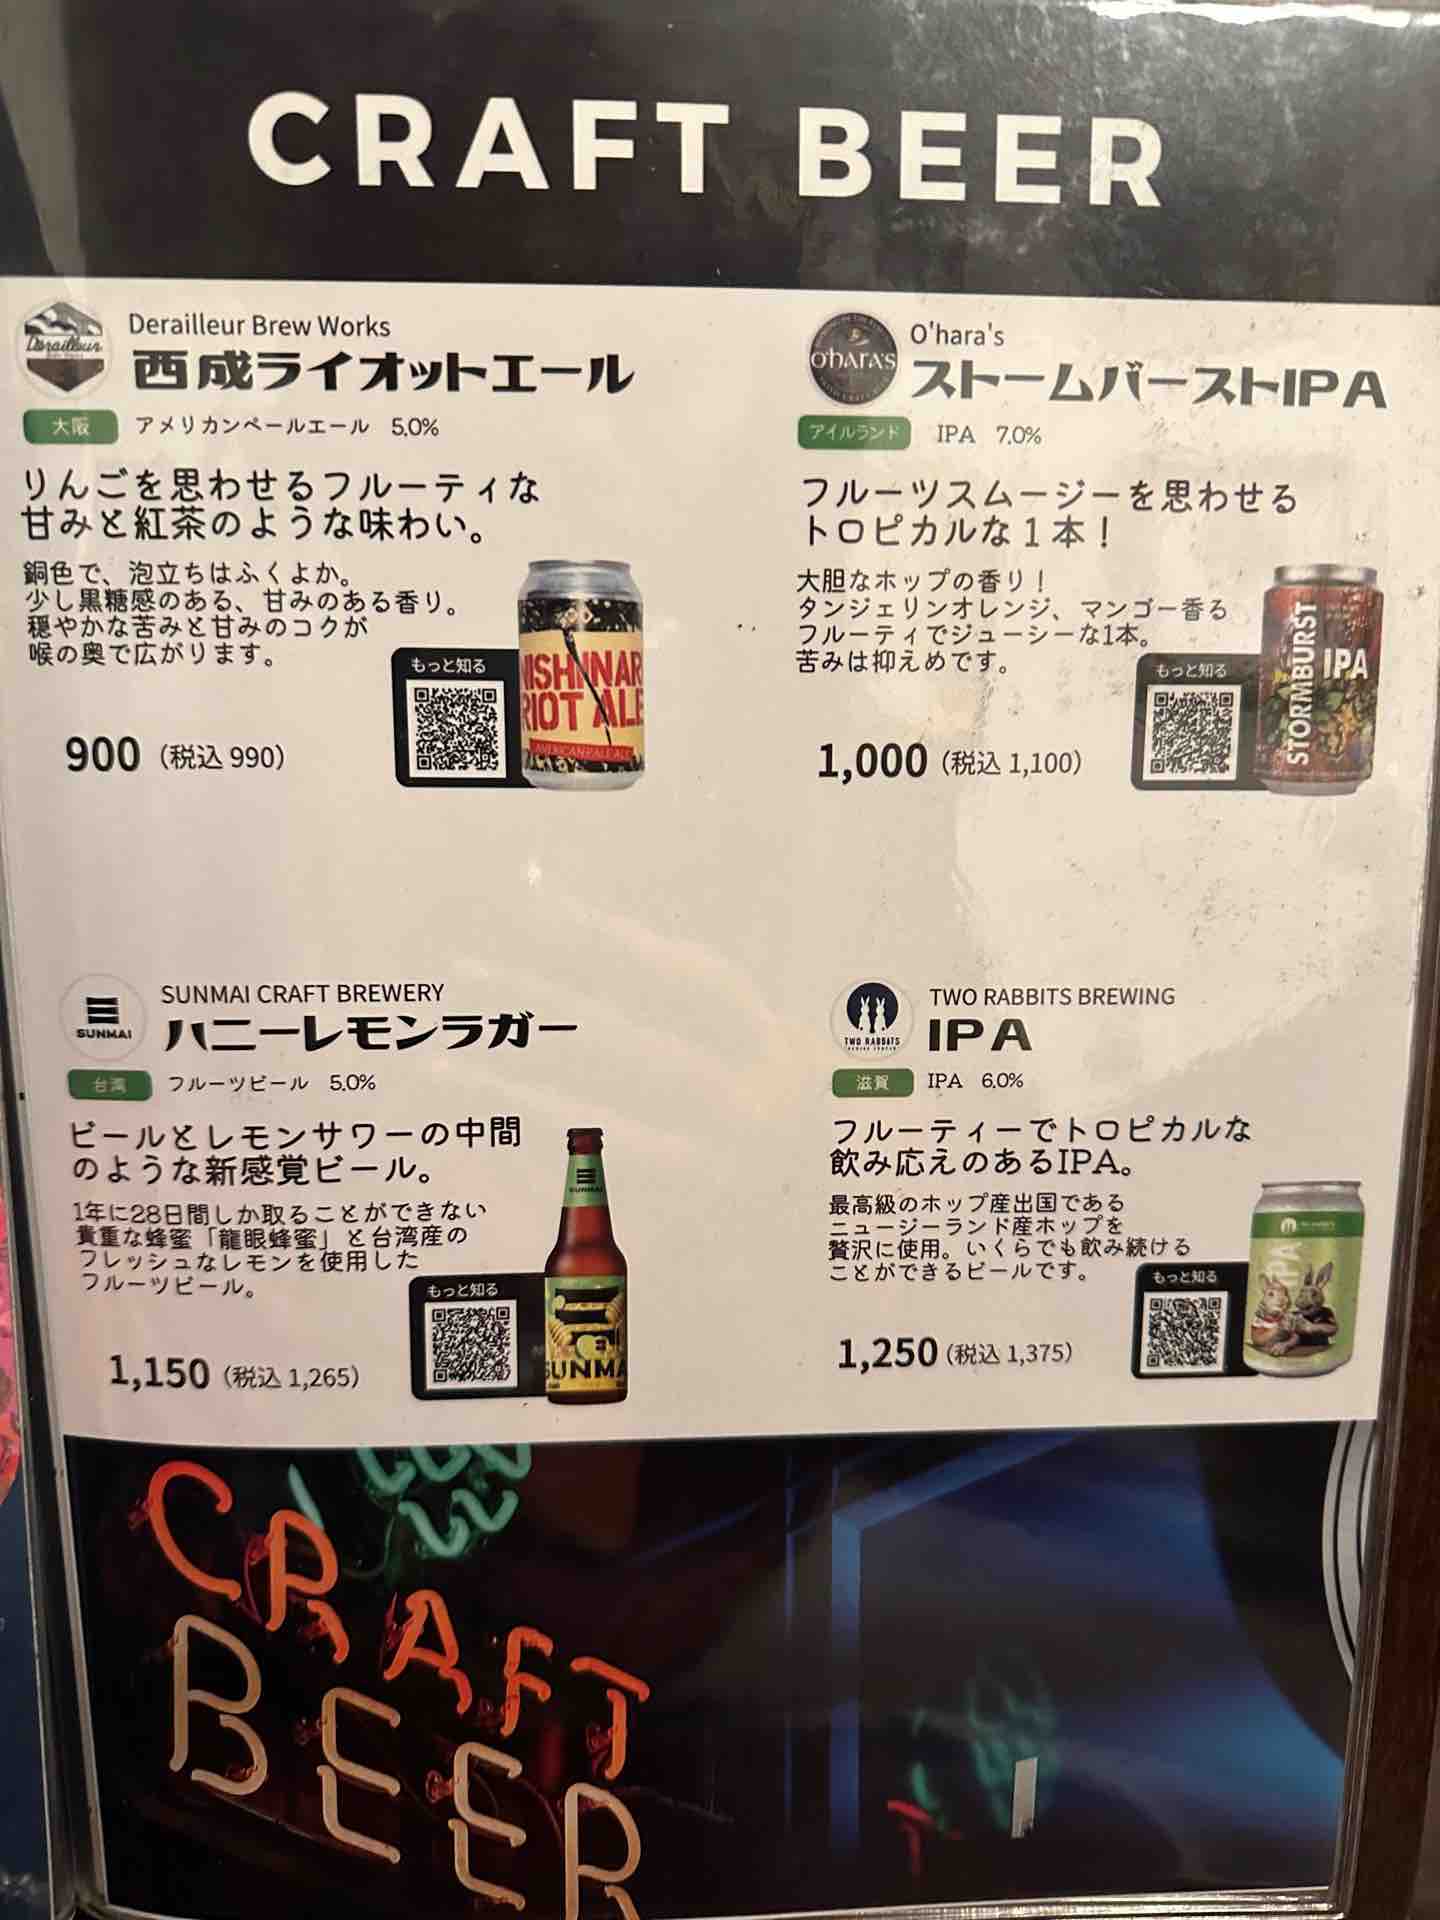 CRAFT BEER
Derailleur
Derailleur Brew Works
西成ライオットエール
大阪
アメリカンペールエール 5.0%
りんごを思わせるフルーティな
甘みと紅茶のような味わい。
銅色で、泡立ちはふくよか。
少し黒糖感のある、甘みのある香り。
穏やかな苦みと甘みのコクが
喉の奥で広がります。
もっと知る
NISHINAR
RIOT ALE
AMERICAN PALE ALE
900 (税込 990)
O'HARA'S
O'hara's
ストームバーストIPA
アイルランド
IPA 7.0%
フルーツスムージーを思わせる
トロピカルな1本!
大胆なホップの香り!
タンジェリンオレンジ、マンゴー香る
フルーティでジューシーな1本。
苦みは抑えめです。
もっと知る
STORMBURST
IPA
1,000 (税込 1,100)
SUNMAI
SUNMAI CRAFT BREWERY
ハニーレモンラガー
台湾
フルーツビール 5.0%
ビールとレモンサワーの中間
のような新感覚ビール。
1年に28日間しか取ることができない
貴重な蜂蜜「龍眼蜂蜜」と台湾産の
フレッシュなレモンを使用した
フルーツビール。
もっと知る
SUNMAI
SUNMA
1,150 (税込 1,265)
TWO RABBITS
TWO RABBITS BREWING
IPA
滋賀
IPA 6.0%
フルーティーでトロピカルな
飲み応えのあるIPA。
最高級のホップ産出国である
ニュージーランド産ホップを
贅沢に使用。いくらでも飲み続ける
ことができるビールです。
もっと知る
IPA
1,250 (税込 1,375)
CRAFT
BEER